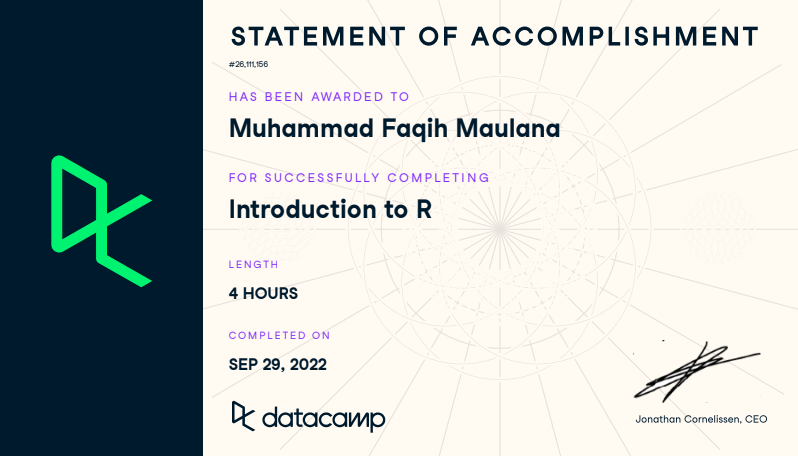 STATEMENT OF ACCOMPLISHMENT
#26,111,156
HAS BEEN AWARDED TO
Muhammad Faqih Maulana
FOR SUCCESSFULLY COMPLETING
Introduction to R
LENGTH
4 HOURS
COMPLETED ON
SEP 29, 2022
datacamp
Jonathan Cornelissen, CEO